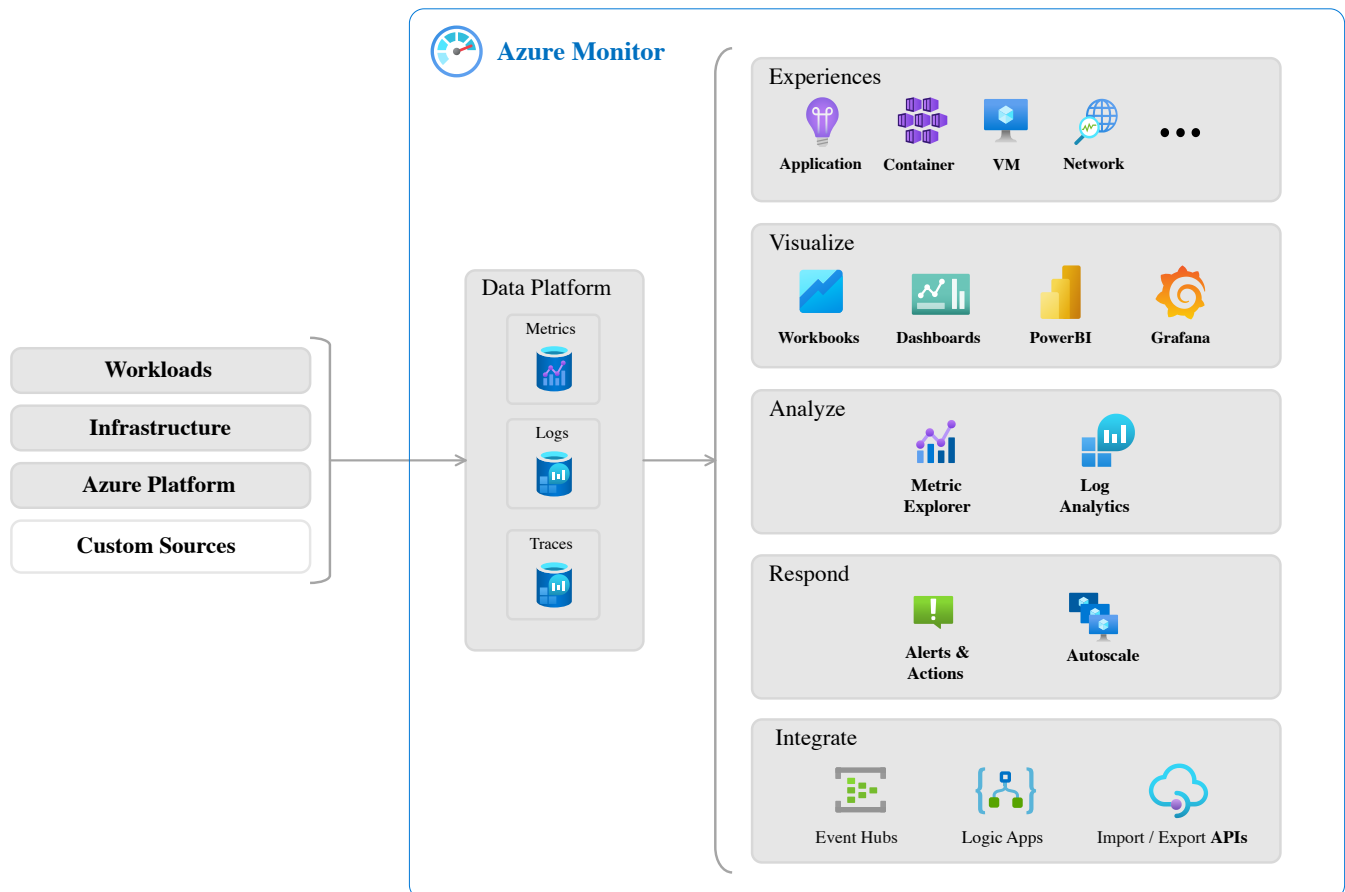 Azure Monitor
Workloads
Infrastructure
Azure Platform
Custom Sources
Data Platform
Metrics
Logs
Traces
Experiences
Application
Container
VM
Network
...
Visualize
Workbooks
Dashboards
PowerBI
Grafana
Analyze
Metric
Explorer
Log
Analytics
Respond
Alerts &
Actions
Autoscale
Integrate
Event Hubs
Logic Apps
Import / Export APIs